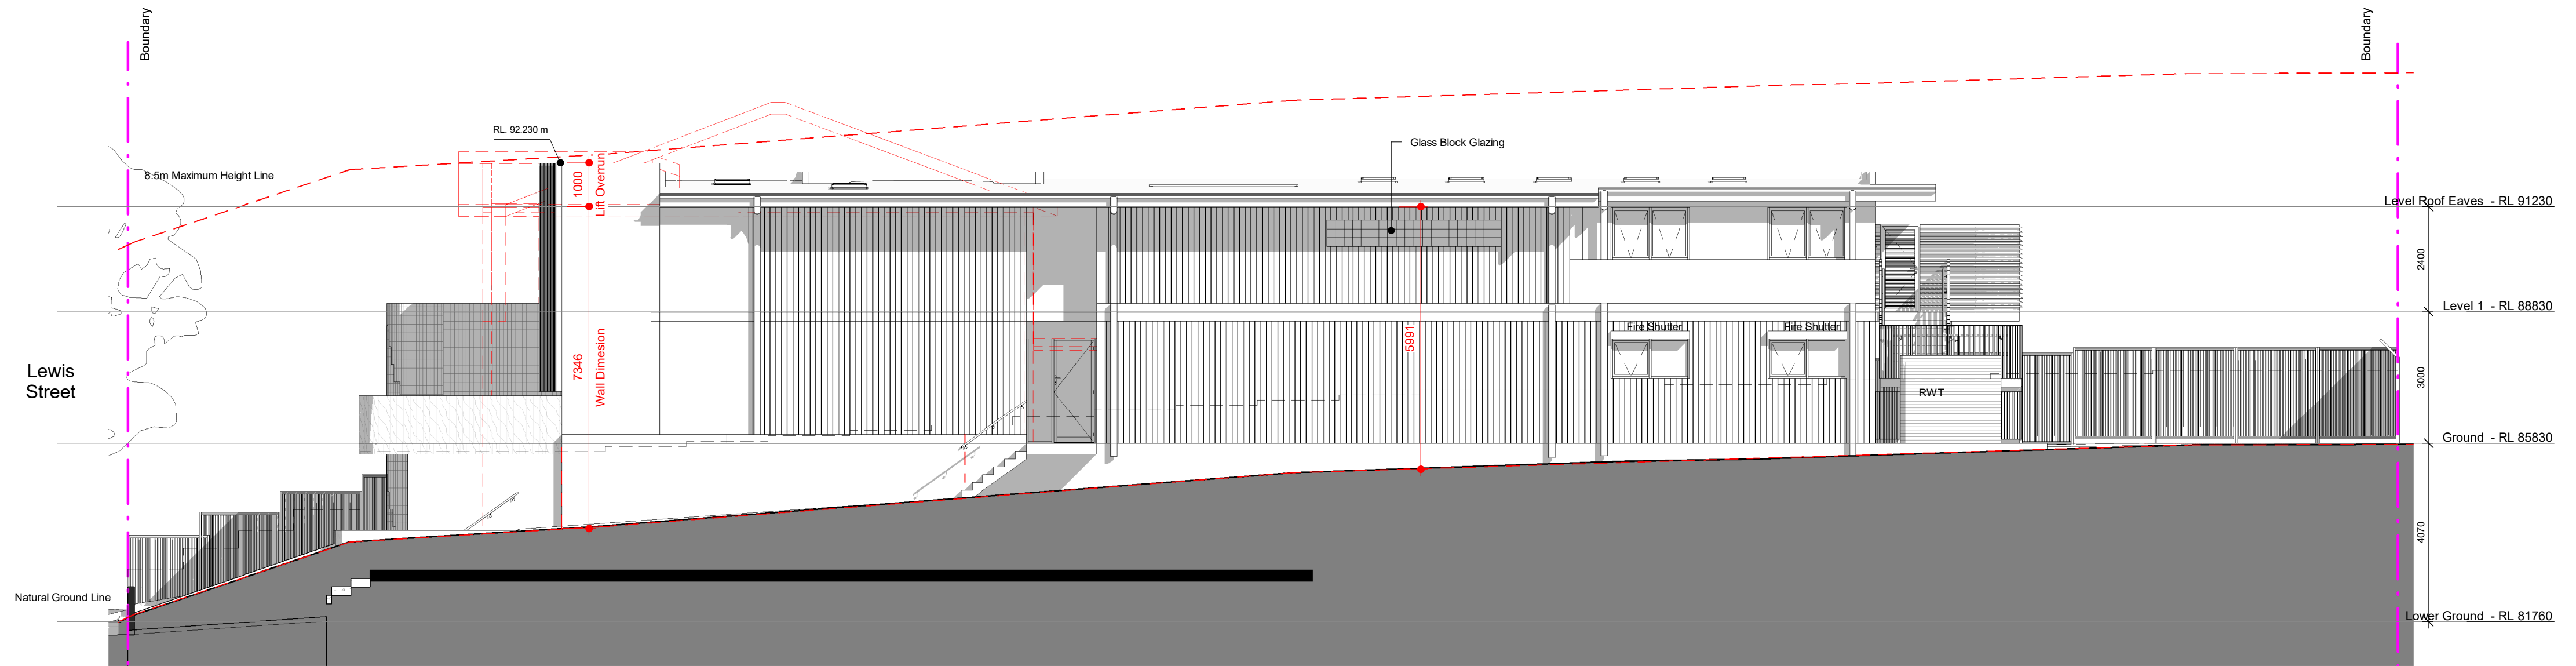 Boundary
Boundary
RL. 92.230 m
Glass Block Glazing
8.5m Maximum Height Line
1000
Lift Overrun
Level Roof Eaves - RL 91230
2400
Level 1 - RL 88830
Fire Shutter
Fire Shutter
7346
Wall Dimesion
5991
Lewis
Street
3000
RWT
Ground - RL 85830
4070
Natural Ground Line
Lower Ground - RL 81760